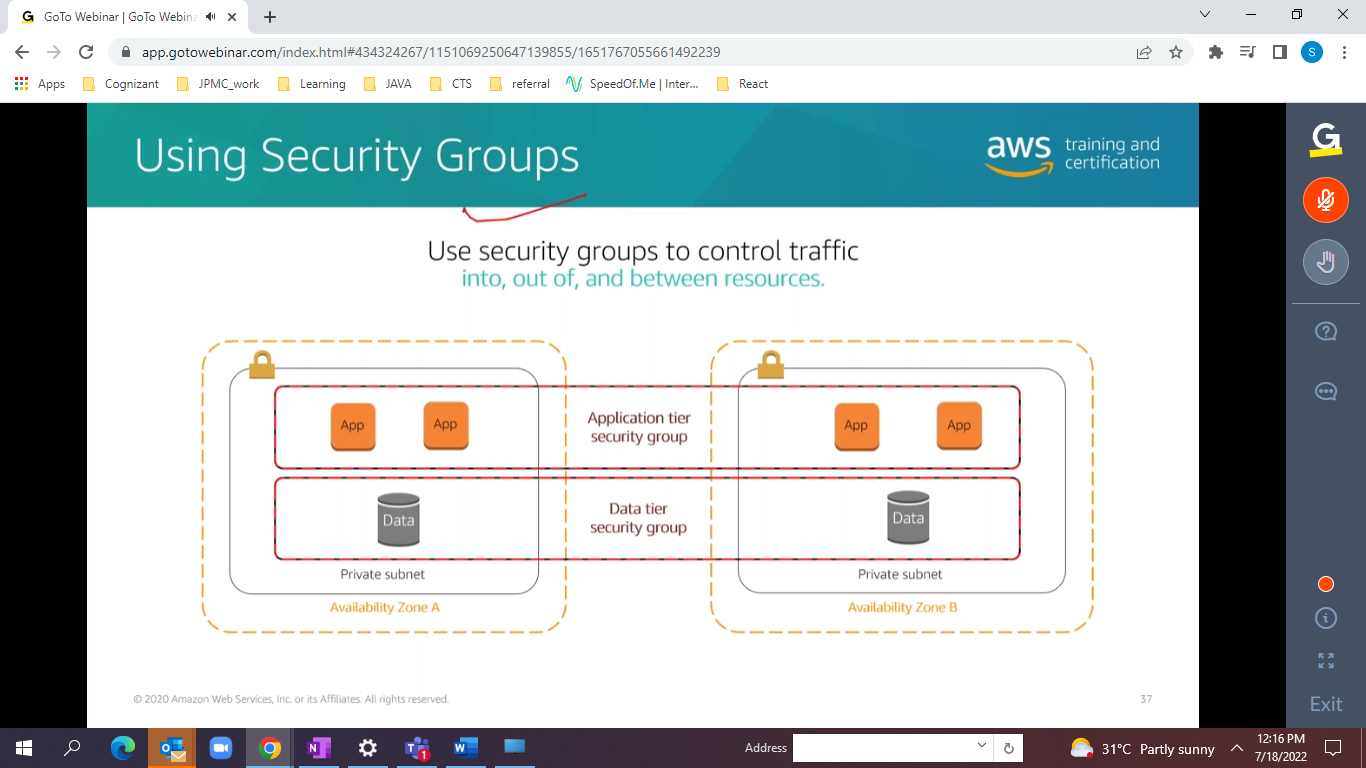 GoTo Webinar | GoTo Webina
app.gotowebinar.com/index.html#434324267/1151069250647139855/1651767055661492239
S
Apps Cognizant JPMC_work Learning JAVA CTS referral SpeedOf.Me | Inter... React
Using Security Groups
aws training and certification
G
Use security groups to control traffic
into, out of, and between resources.
App App Application tier security group App App
Data Data tier security group Data
Private subnet Private subnet
Availability Zone A Availability Zone B
© 2020 Amazon Web Services, Inc. or its Affiliates. All rights reserved. 37
Exit
Address 31°C Partly sunny 12:16 PM
1 7/18/2022